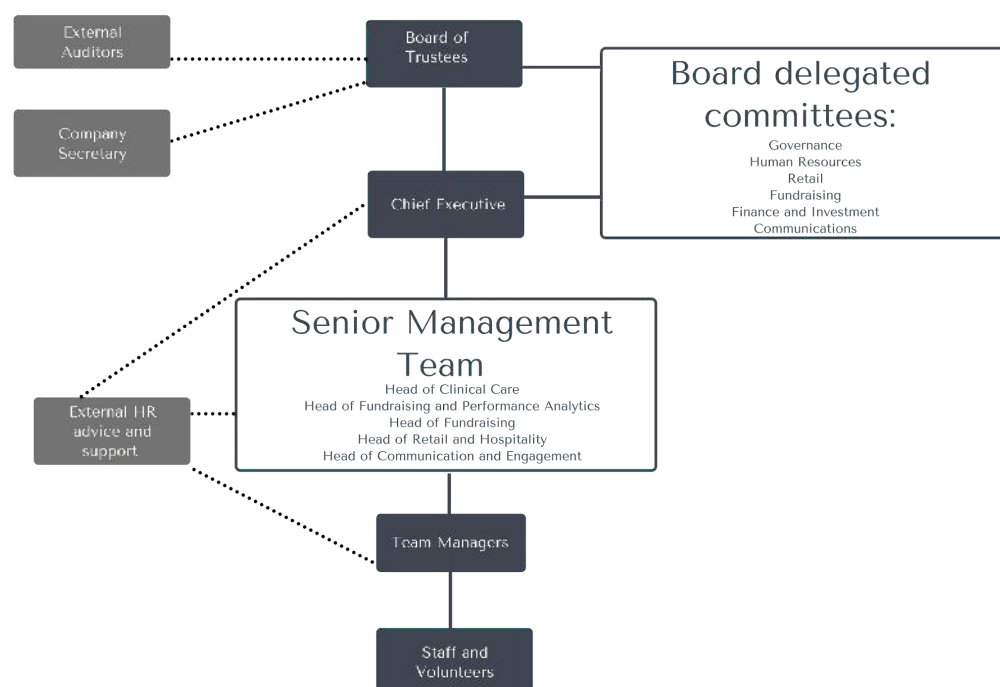 External
Auditors
Board of
Trustees
Board delegated
committees:
Governance
Human Resources
Retail
Fundraising
Finance and Investment
Communications
Company
Secretary
Chief Executive
Senior Management
Team
Head of Clinical Care
Head of Fundraising and Performance Analytics
Head of Fundraising
Head of Retail and Hospitality
Head of Communication and Engagement
External HR
advice and
support
Team Managers
Staff and
Volunteers